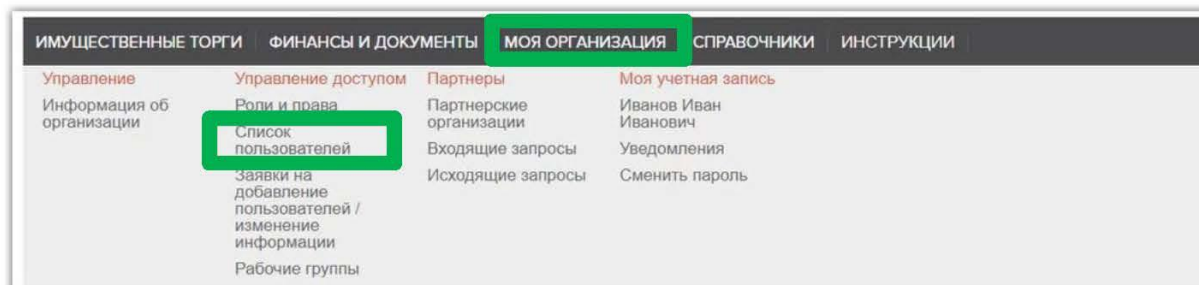 ИМУЩЕСТВЕННЫЕ ТОРГИ ФИНАНСЫ И ДОКУМЕНТЫ МОЯ ОРГАНИЗАЦИЯ СПРАВОЧНИКИ ИНСТРУКЦИИ
Управление
Информация об
организации
Управление доступом
Роли и права
Список
пользователей
Заявки на
добавление
пользователей /
изменение
информации
Рабочие группы
Партнеры
Партнерские
организации
Входящие запросы
Исходящие запросы
Моя учетная запись
Иванов Иван
Иванович
Уведомления
Сменить пароль